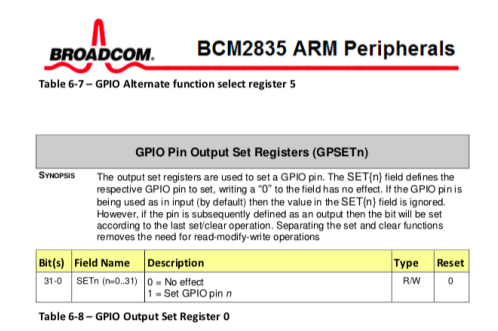 BROADCOM.
BCM2835 ARM Peripherals
Table 6-7 – GPIO Alternate function select register 5
GPIO Pin Output Set Registers (GPSETn)
SYNOPSIS The output set registers are used to set a GPIO pin. The SET{n} field defines the
respective GPIO pin to set, writing a “0” to the field has no effect. If the GPIO pin is
being used as in input (by default) then the value in the SET{n} field is ignored.
However, if the pin is subsequently defined as an output then the bit will be set
according to the last set/clear operation. Separating the set and clear functions
removes the need for read-modify-write operations
Bit(s) Field Name Description Type Reset
31-0 SETn (n=0..31) 0 = No effect R/W 0
1 = Set GPIO pin n
Table 6-8 – GPIO Output Set Register 0